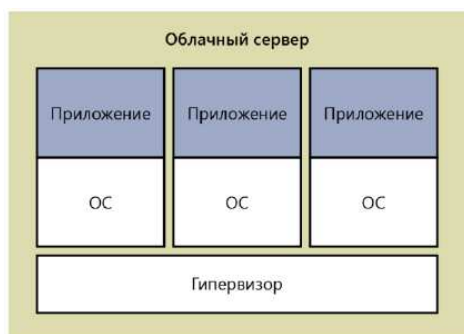 Облачный сервер
Приложение Приложение Приложение
ОС ОС ОС
Гипервизор